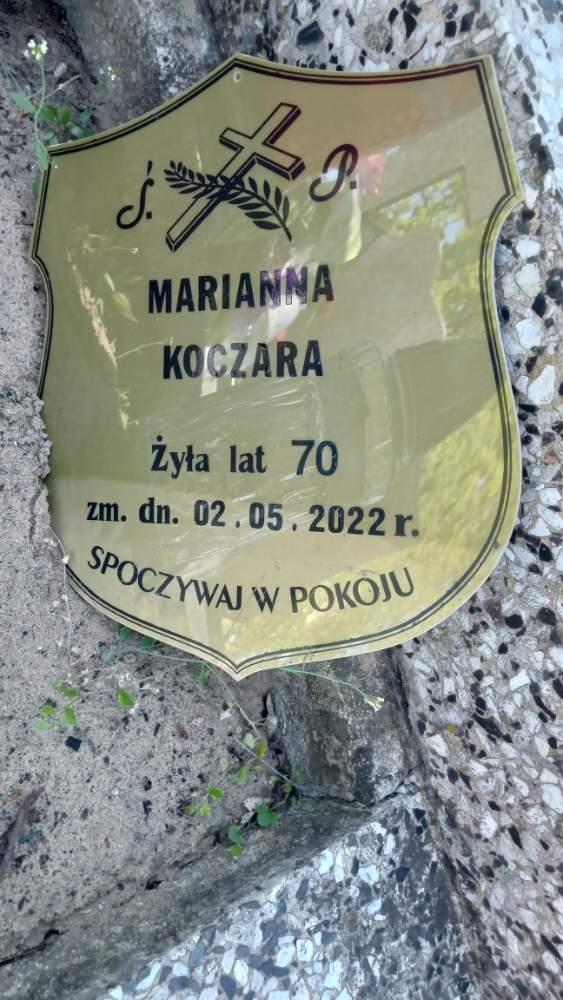 Ś. P.
MARIANNA
KOCZARA
Żyła lat 70
zm. dn. 02.05.2022 r.
SPOCZYWAJ W POKOJU